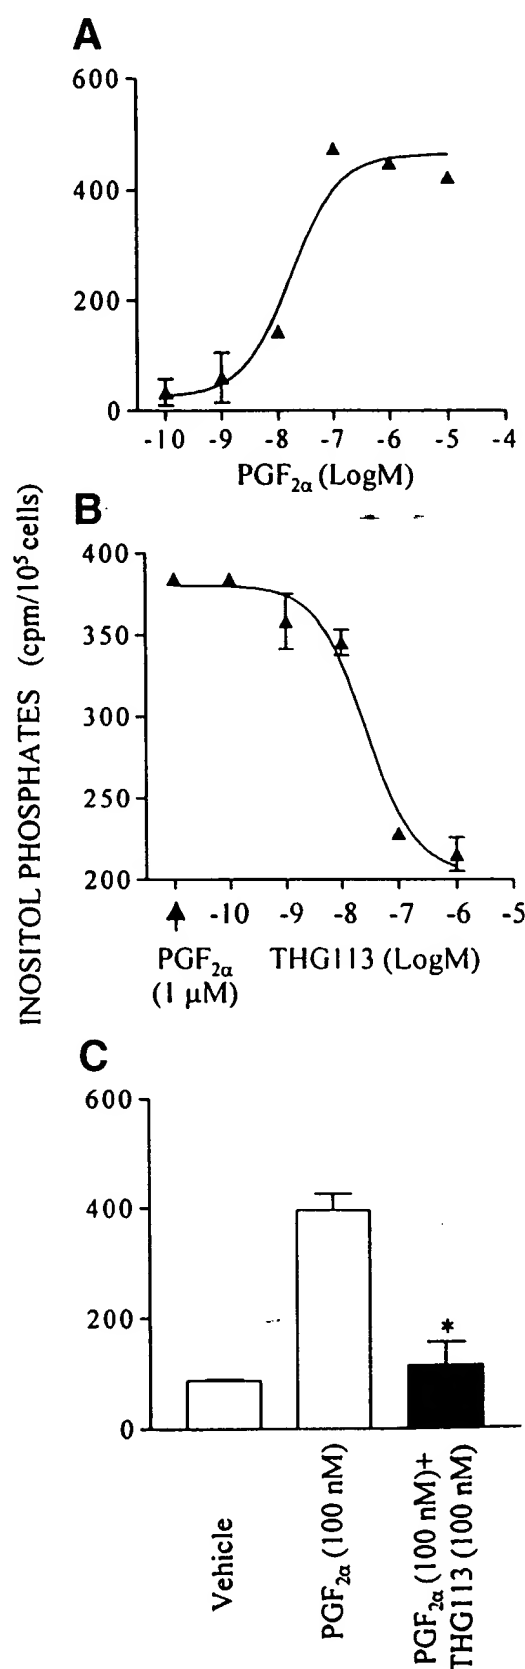 A
600
400
200
0
-10 -9 -8 -7 -6 -5 -4
PGF2α (LogM)
INOSITOL PHOSPHATES (cpm/10⁵ cells)
B
400
350
300
250
200
-10 -9 -8 -7 -6 -5
PGF2α THG113 (LogM)
(1 µM)
C
600
400
200
0
*
Vehicle
PGF2α (100 nM)
PGF2α (100 nM)+
THG113 (100 nM)